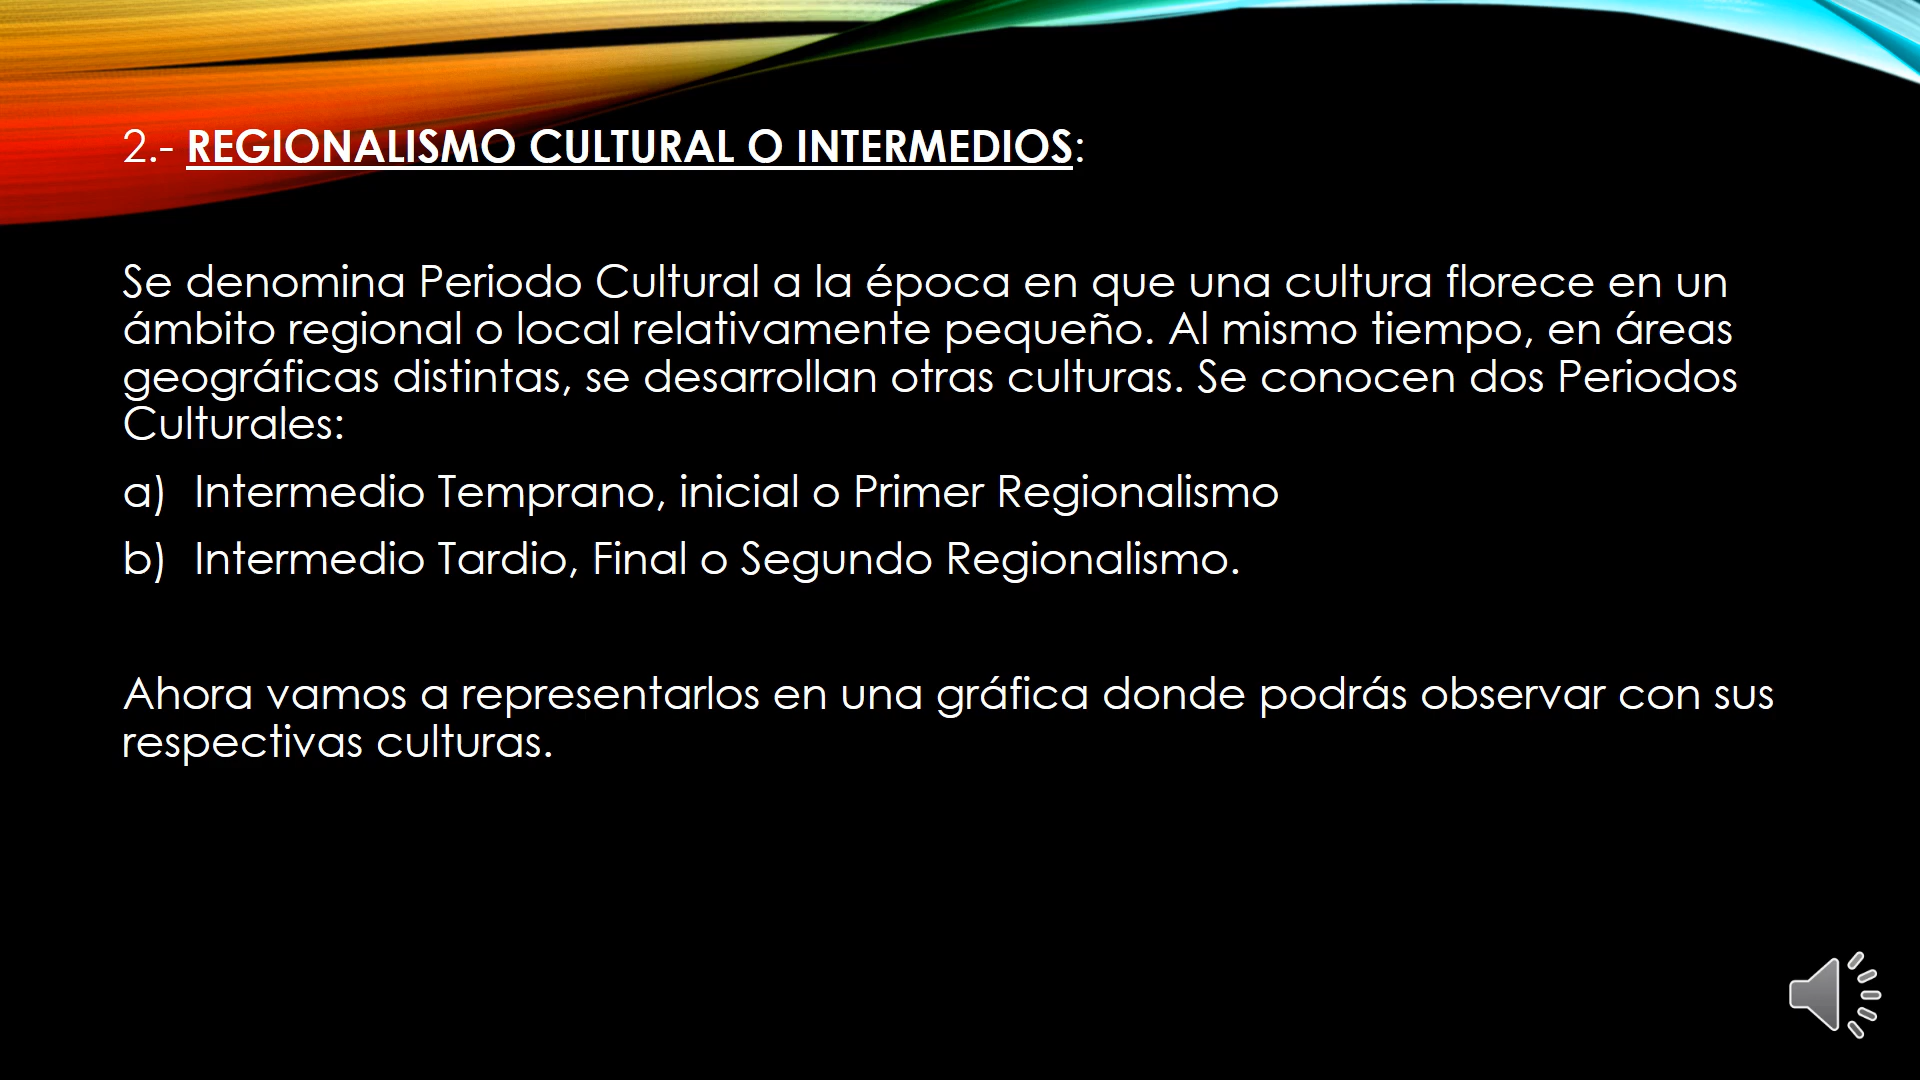 2.- REGIONALISMO CULTURAL O INTERMEDIOS:
Se denomina Periodo Cultural a la época en que una cultura florece en un
ámbito regional o local relativamente pequeño. Al mismo tiempo, en áreas
geográficas distintas, se desarrollan otras culturas. Se conocen dos Periodos
Culturales:
a) Intermedio Temprano, inicial o Primer Regionalismo
b) Intermedio Tardio, Final o Segundo Regionalismo.
Ahora vamos a representarlos en una gráfica donde podrás observar con sus
respectivas culturas.